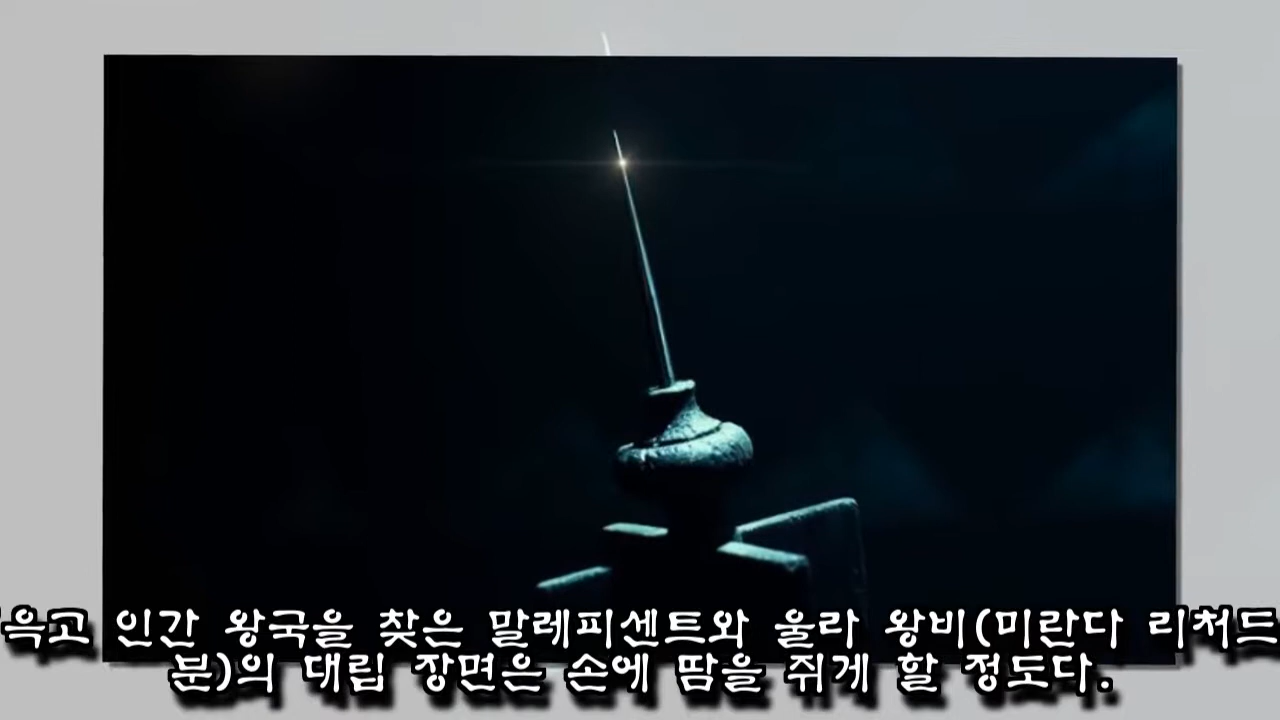 욱고 인간 왕국을 찾은 말레피센트와 울라 왕비(미란다 리처드
분)의 대립 장면은 손에 땀을 쥐게 할 정도다.